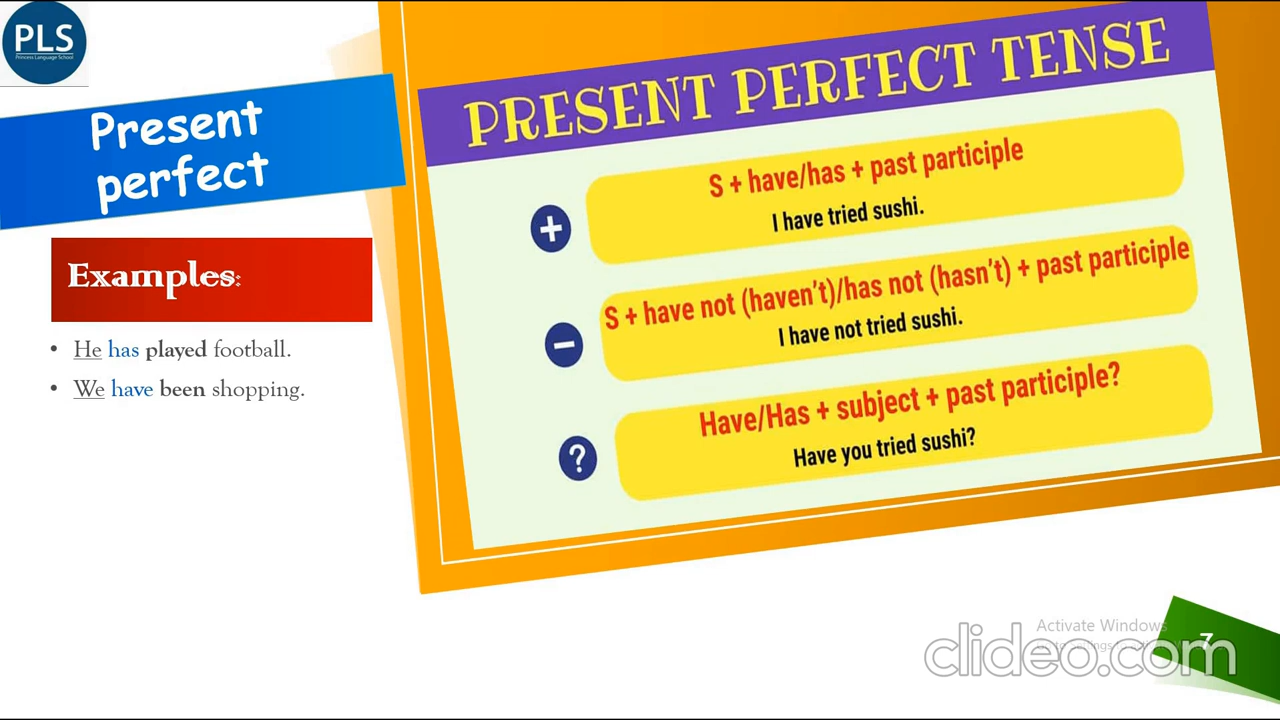 PLS
Princess Language School
Present
perfect
Examples:
• He has played football.
• We have been shopping.
PRESENT PERFECT TENSE
+
S + have/has + past participle
I have tried sushi.
−
S + have not (haven't)/has not (hasn't) + past participle
I have not tried sushi.
?
Have/Has + subject + past participle?
Have you tried sushi?
Activate Windows
clideo.com
7